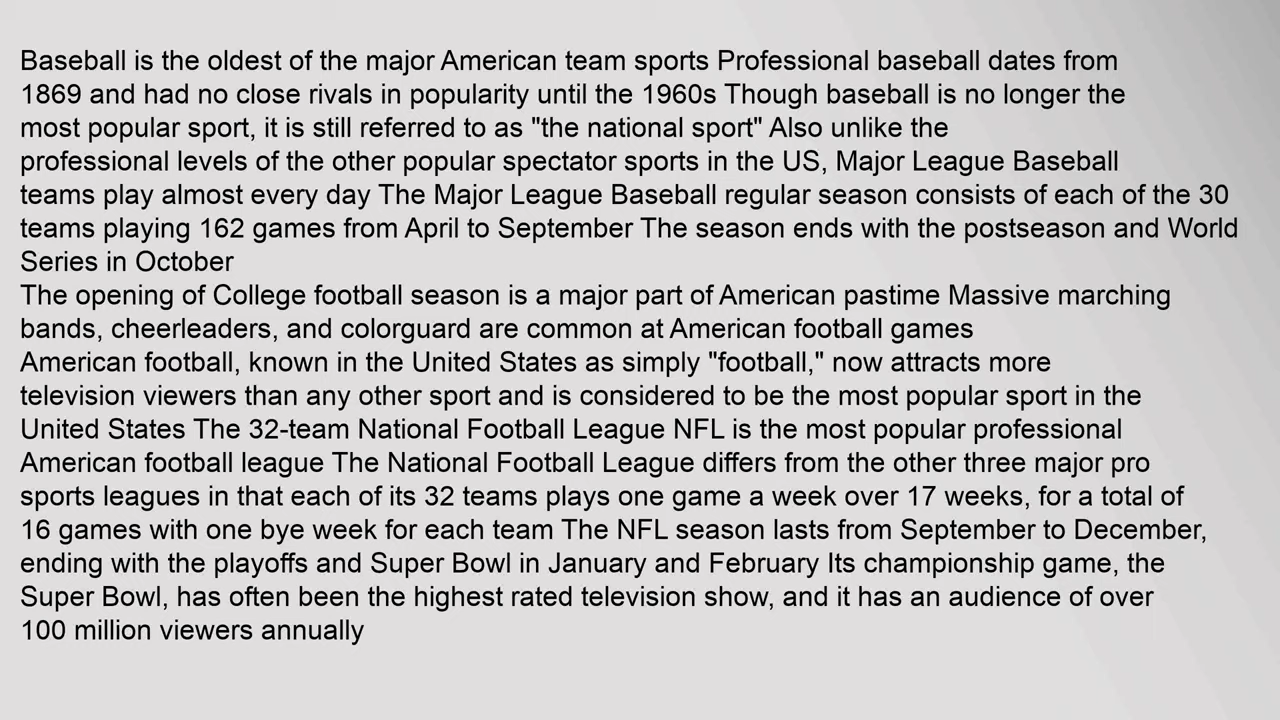 Baseball is the oldest of the major American team sports Professional baseball dates from
1869 and had no close rivals in popularity until the 1960s Though baseball is no longer the
most popular sport, it is still referred to as "the national sport" Also unlike the
professional levels of the other popular spectator sports in the US, Major League Baseball
teams play almost every day The Major League Baseball regular season consists of each of the 30
teams playing 162 games from April to September The season ends with the postseason and World
Series in October
The opening of College football season is a major part of American pastime Massive marching
bands, cheerleaders, and colorguard are common at American football games
American football, known in the United States as simply "football," now attracts more
television viewers than any other sport and is considered to be the most popular sport in the
United States The 32-team National Football League NFL is the most popular professional
American football league The National Football League differs from the other three major pro
sports leagues in that each of its 32 teams plays one game a week over 17 weeks, for a total of
16 games with one bye week for each team The NFL season lasts from September to December,
ending with the playoffs and Super Bowl in January and February Its championship game, the
Super Bowl, has often been the highest rated television show, and it has an audience of over
100 million viewers annually